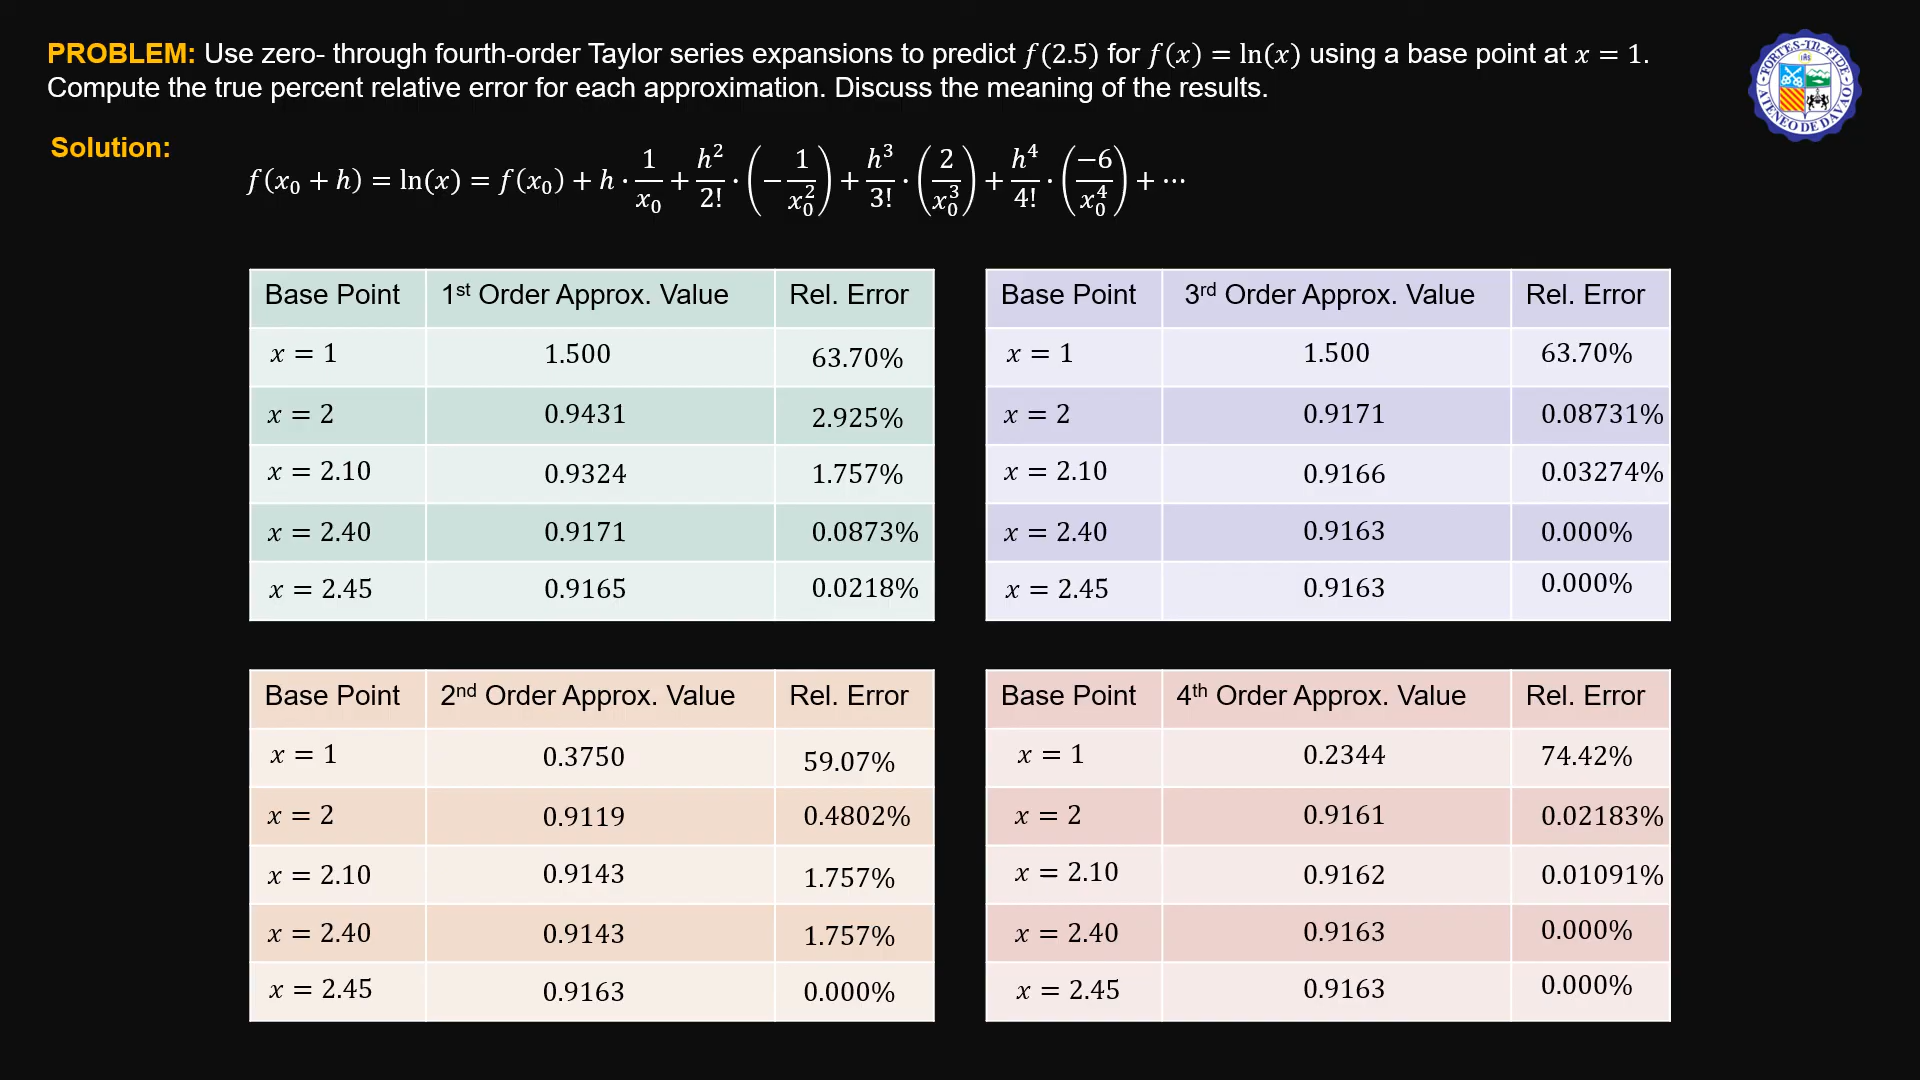 PROBLEM: Use zero- through fourth-order Taylor series expansions to predict f(2.5) for f(x) = ln(x) using a base point at x = 1.
Compute the true percent relative error for each approximation. Discuss the meaning of the results.
FORTES·IN·FIDE
IHS
ATENEO DE DAVAO
Solution:
f(x₀ + h) = ln(x) = f(x₀) + h · 1/x₀ + h²/2! · (−1/x₀²) + h³/3! · (2/x₀³) + h⁴/4! · (−6/x₀⁴) + ⋯
Base Point 1st Order Approx. Value Rel. Error
x = 1 1.500 63.70%
x = 2 0.9431 2.925%
x = 2.10 0.9324 1.757%
x = 2.40 0.9171 0.0873%
x = 2.45 0.9165 0.0218%
Base Point 3rd Order Approx. Value Rel. Error
x = 1 1.500 63.70%
x = 2 0.9171 0.08731%
x = 2.10 0.9166 0.03274%
x = 2.40 0.9163 0.000%
x = 2.45 0.9163 0.000%
Base Point 2nd Order Approx. Value Rel. Error
x = 1 0.3750 59.07%
x = 2 0.9119 0.4802%
x = 2.10 0.9143 1.757%
x = 2.40 0.9143 1.757%
x = 2.45 0.9163 0.000%
Base Point 4th Order Approx. Value Rel. Error
x = 1 0.2344 74.42%
x = 2 0.9161 0.02183%
x = 2.10 0.9162 0.01091%
x = 2.40 0.9163 0.000%
x = 2.45 0.9163 0.000%